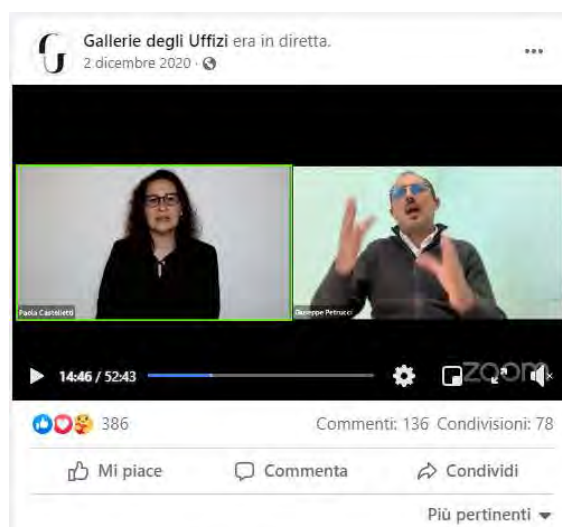 Gallerie degli Uffizi era in diretta.
2 dicembre 2020 ·
Paola Castelletti
Giuseppe Petrucci
14:46 / 52:43
zoom
386
Commenti: 136 Condivisioni: 78
Mi piace
Commenta
Condividi
Più pertinenti